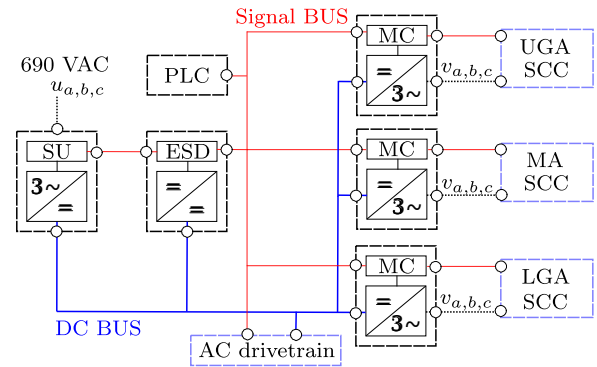 Signal BUS
690 VAC
u_{a,b,c}
PLC
SU
3~
=
ESD
=
=
MC
=
3~
v_{a,b,c}
UGA
SCC
MC
=
3~
v_{a,b,c}
MA
SCC
MC
=
3~
v_{a,b,c}
LGA
SCC
DC BUS
AC drivetrain